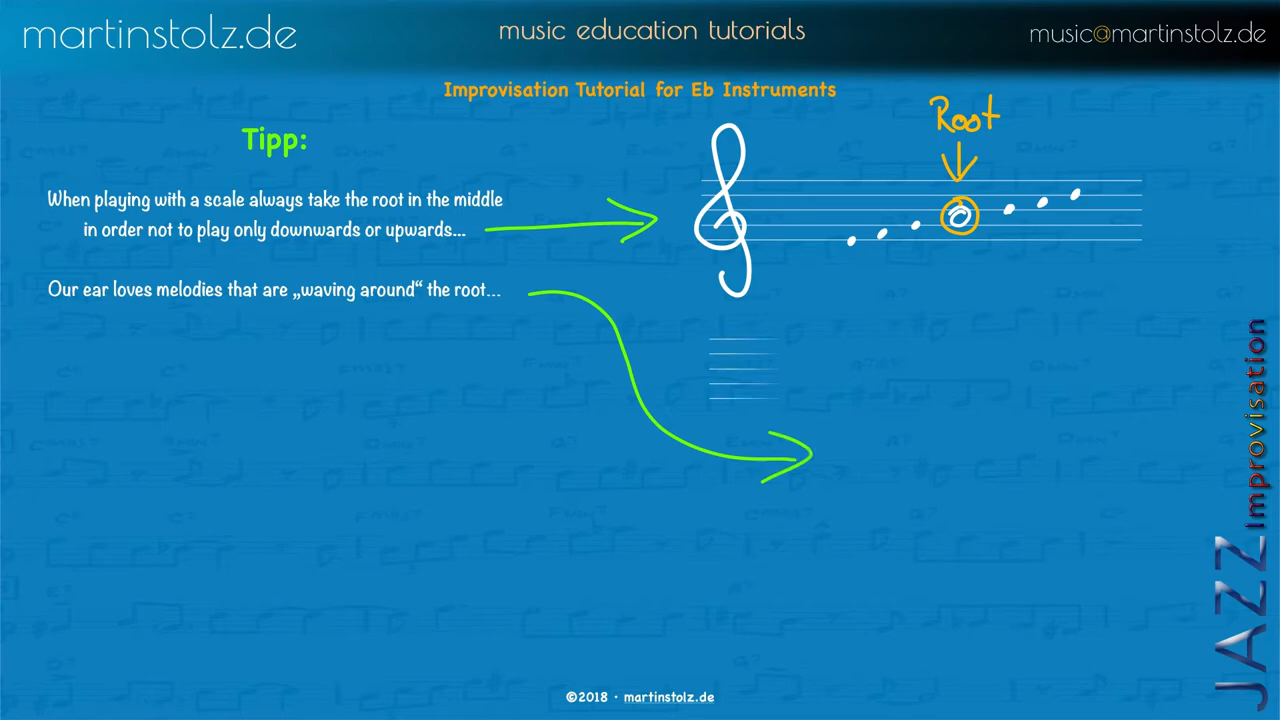 martinstolz.de
music education tutorials
music@martinstolz.de
Improvisation Tutorial for Eb Instruments
Tipp:
Root
When playing with a scale always take the root in the middle
in order not to play only downwards or upwards...
Our ear loves melodies that are „waving around“ the root...
JAZZ Improvisation
©2018 · martinstolz.de